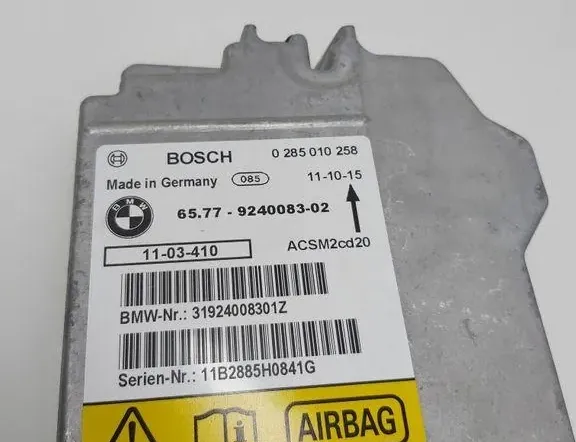 BOSCH 0 285 010 258
Made in Germany 085 11-10-15
BMW 65.77 - 9240083-02
11-03-410 ACSM2cd20
BMW-Nr.: 31924008301Z
Serien-Nr.: 11B2885H0841G
AIRBAG